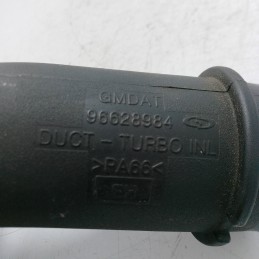 GMDAT
96628984
DUCT - TURBO INL
>PA66<